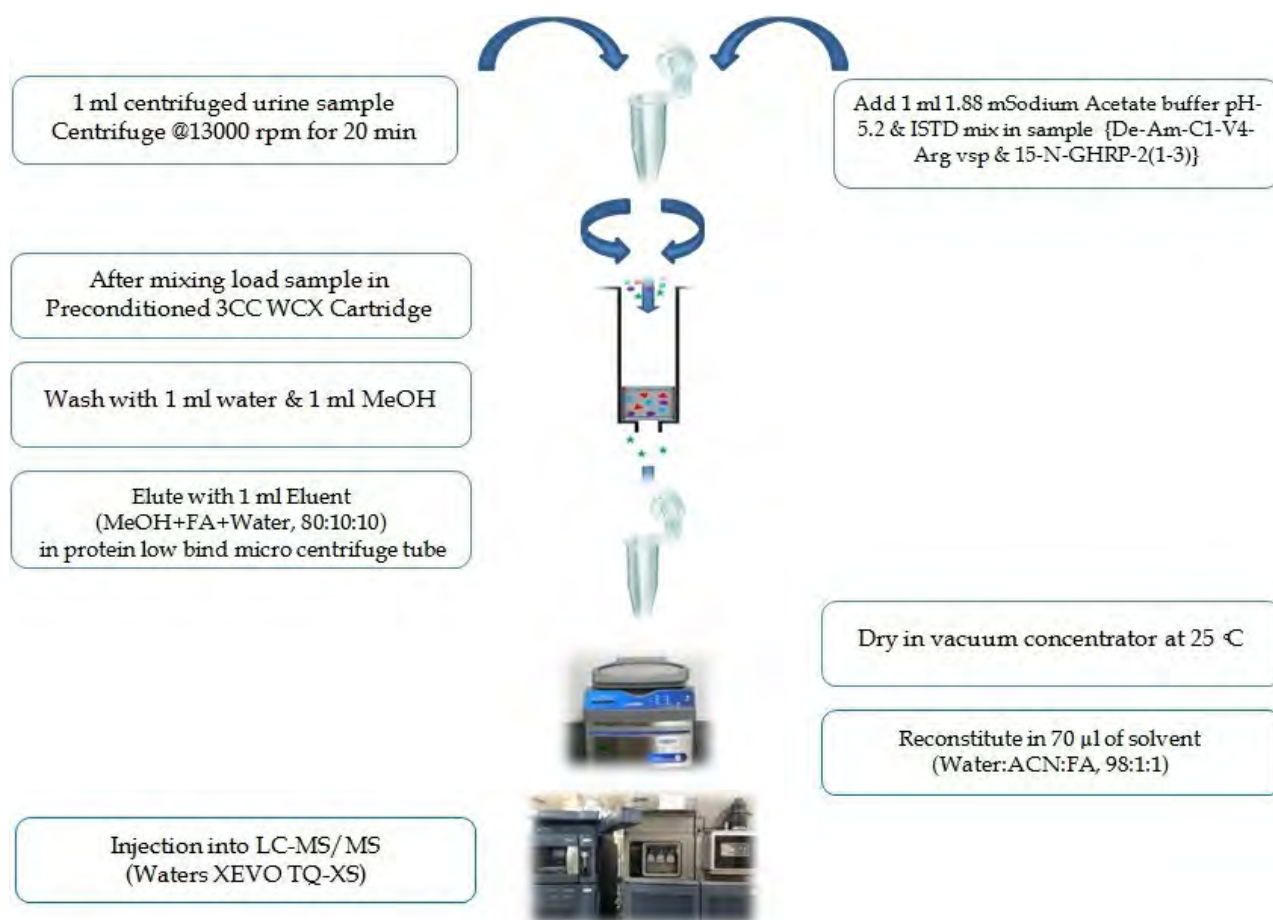 1 ml centrifuged urine sample
Centrifuge @13000 rpm for 20 min
Add 1 ml 1.88 mSodium Acetate buffer pH-
5.2 & ISTD mix in sample {De-Am-C1-V4-
Arg vsp & 15-N-GHRP-2(1-3)}
After mixing load sample in
Preconditioned 3CC WCX Cartridge
Wash with 1 ml water & 1 ml MeOH
Elute with 1 ml Eluent
(MeOH+FA+Water, 80:10:10)
in protein low bind micro centrifuge tube
Dry in vacuum concentrator at 25 °C
Reconstitute in 70 µl of solvent
(Water:ACN:FA, 98:1:1)
Injection into LC-MS/MS
(Waters XEVO TQ-XS)